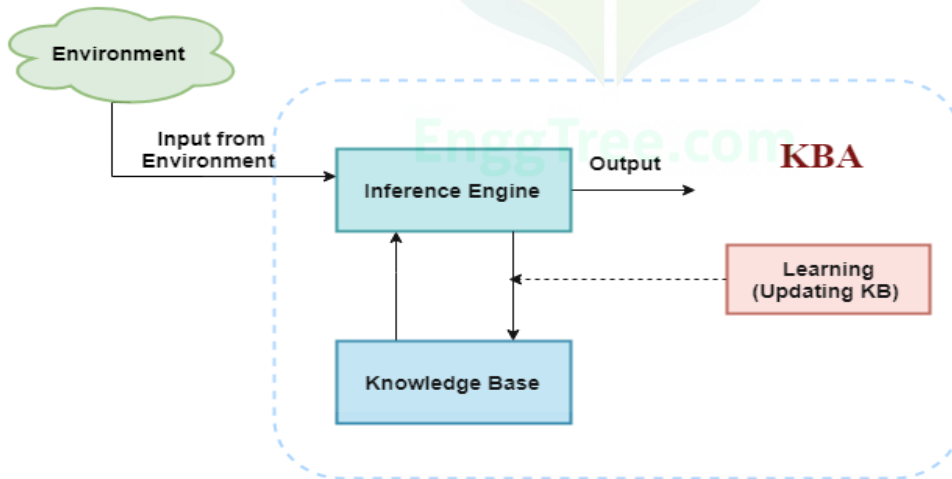 Environment
Input from
Environment
EnggTree.com
KBA
Inference Engine
Output
Learning
(Updating KB)
Knowledge Base